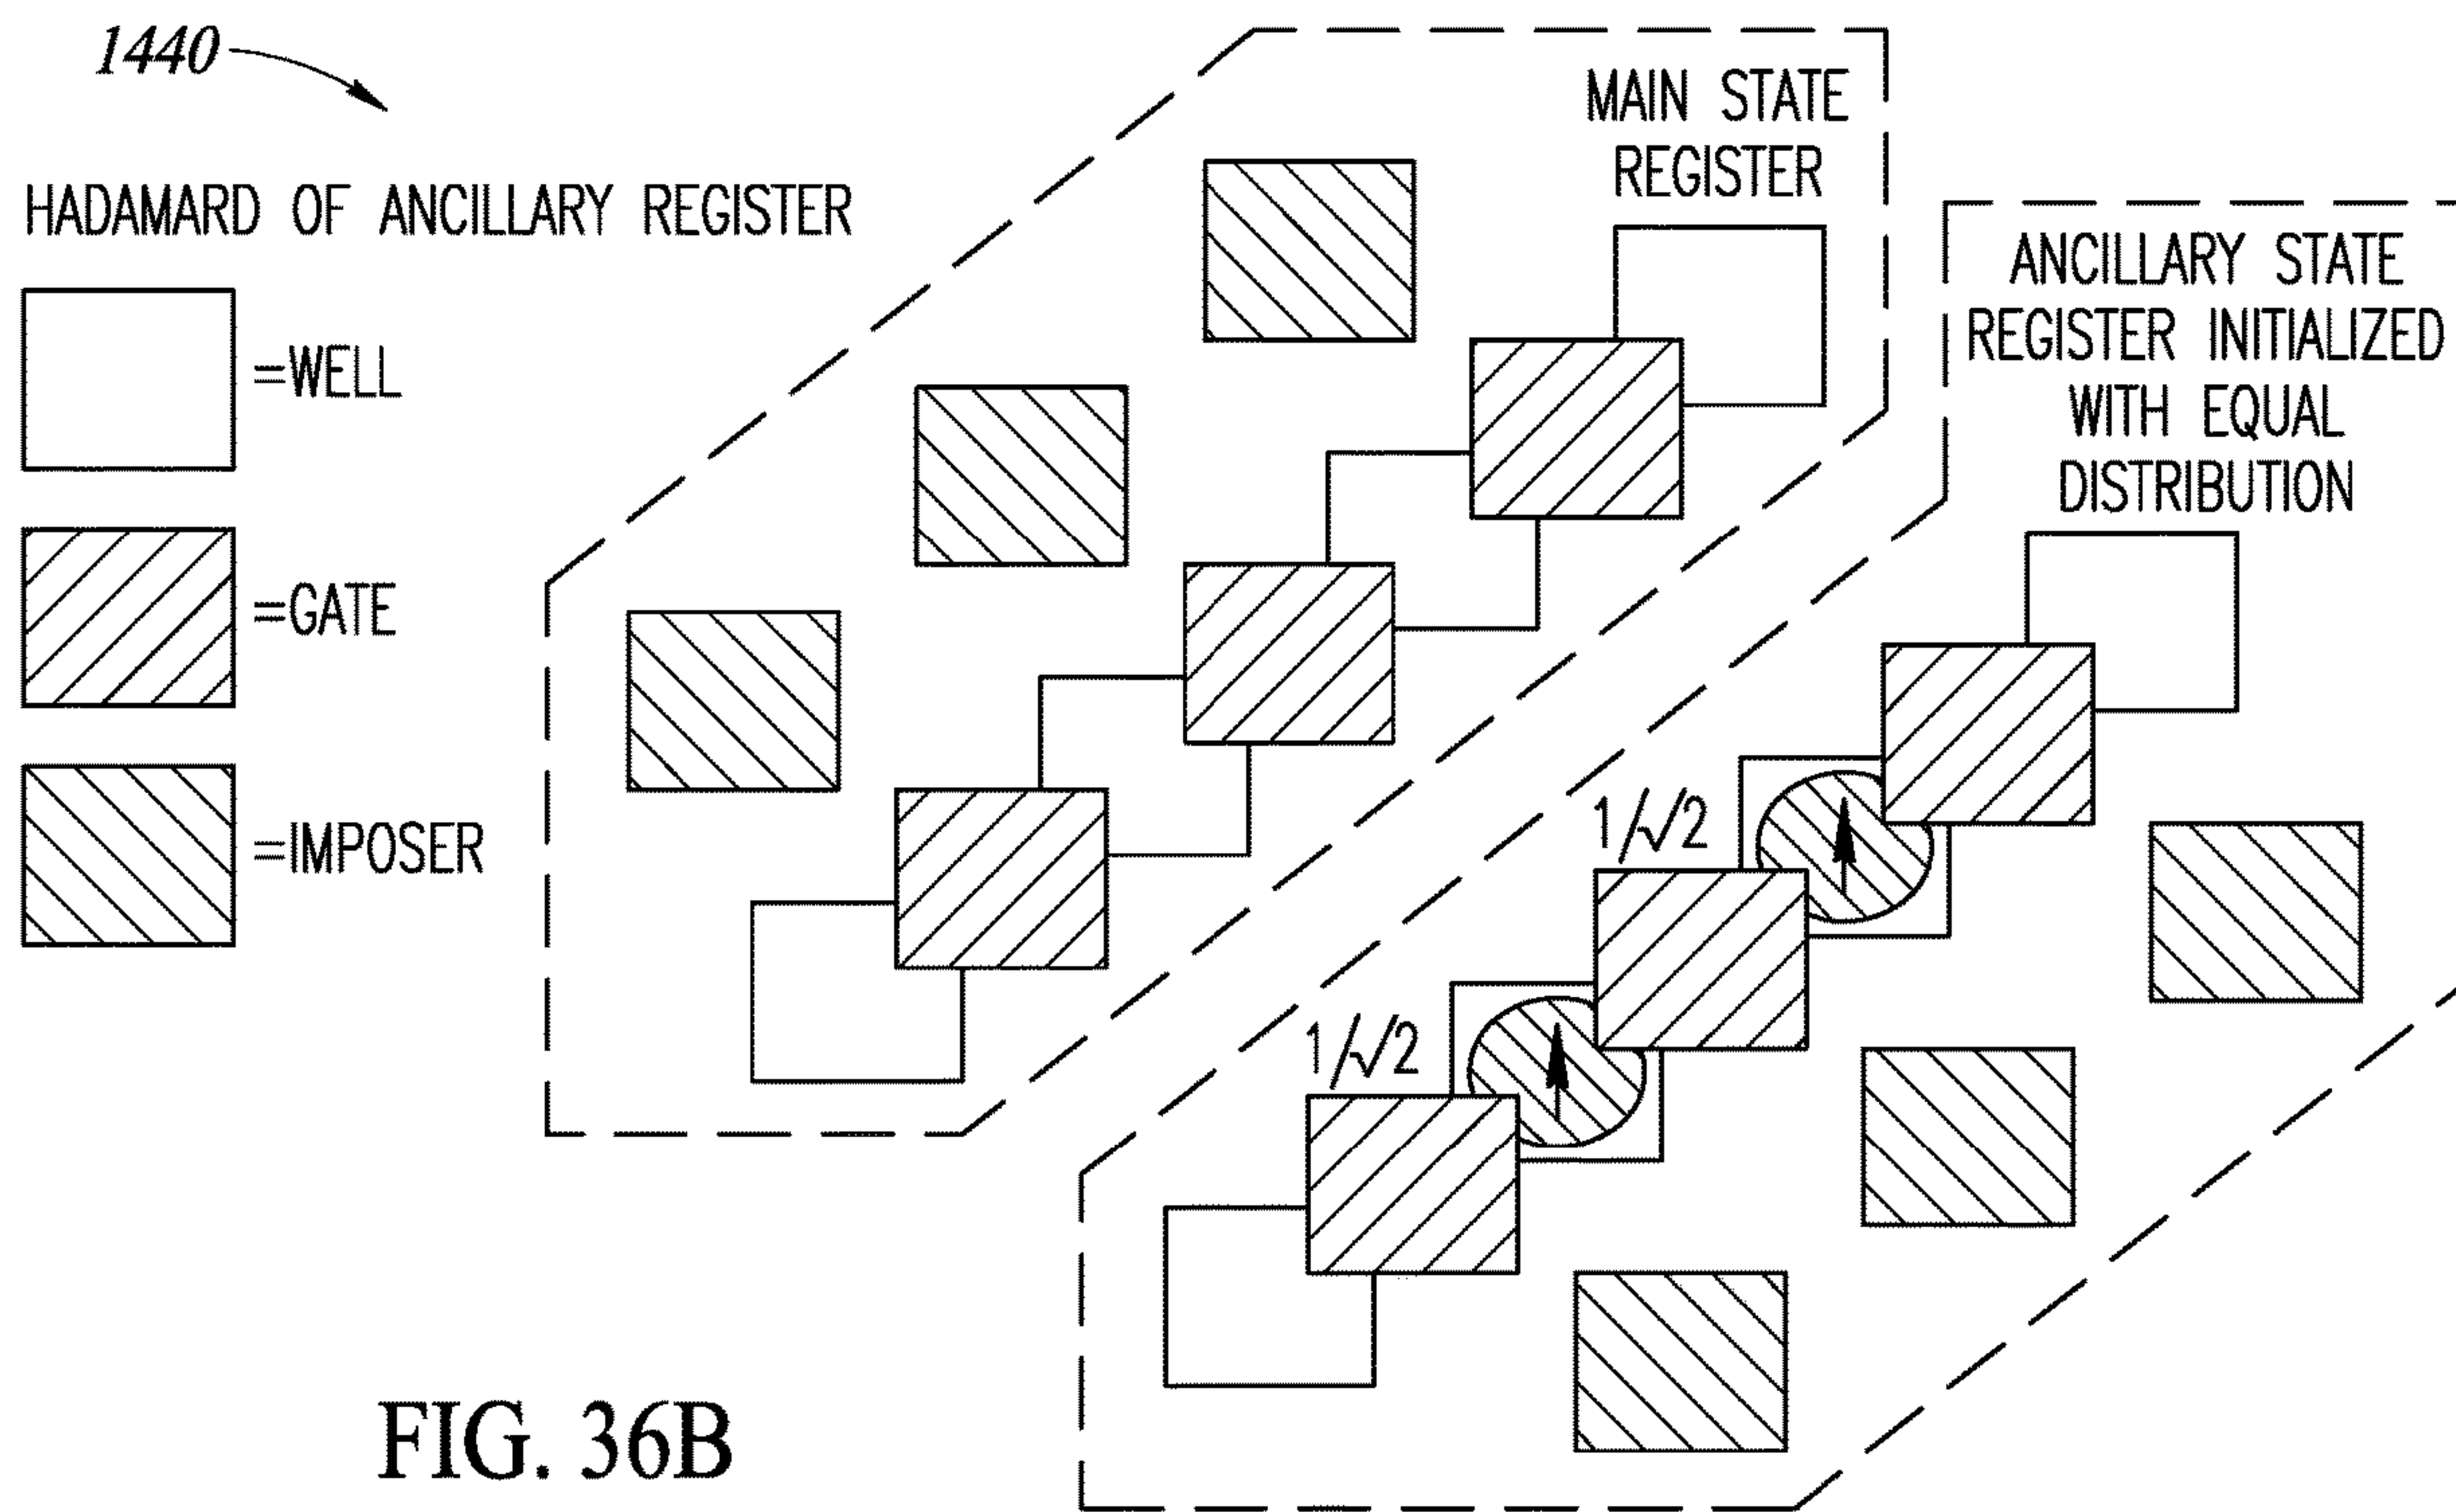 1440
HADAMARD OF ANCILLARY REGISTER
=WELL
=GATE
=IMPOSER
MAIN STATE
REGISTER
ANCILLARY STATE
REGISTER INITIALIZED
WITH EQUAL
DISTRIBUTION
1/√2
1/√2
FIG. 36B